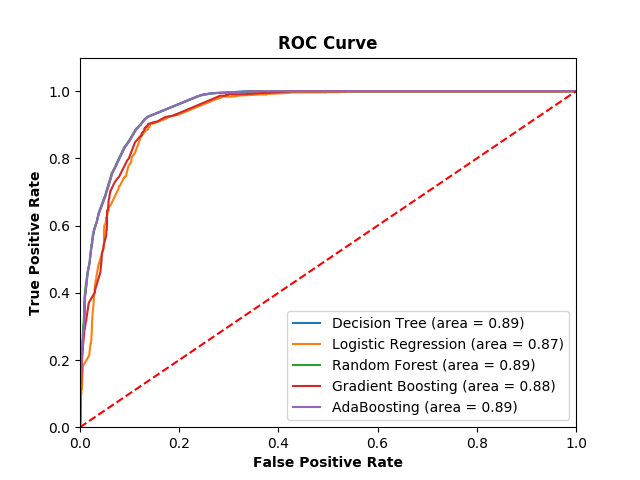 ROC Curve
True Positive Rate
1.0
0.8
0.6
0.4
0.2
0.0
Decision Tree (area = 0.89)
Logistic Regression (area = 0.87)
Random Forest (area = 0.89)
Gradient Boosting (area = 0.88)
AdaBoosting (area = 0.89)
0.0 0.2 0.4 0.6 0.8 1.0
False Positive Rate